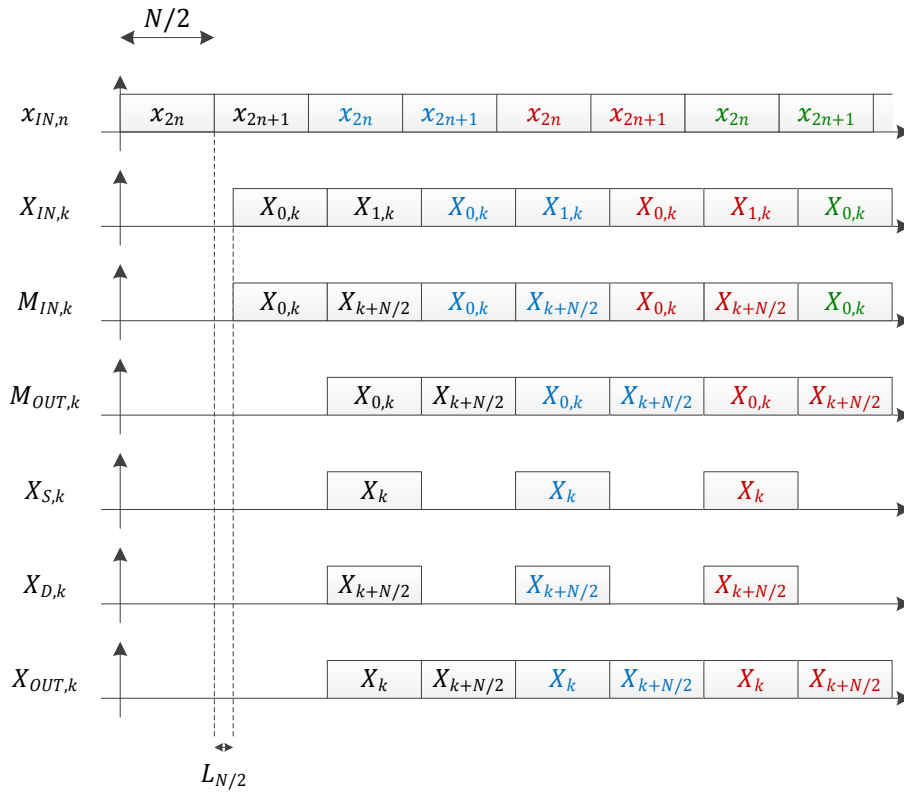 N/2
x_{IN,n} x_{2n} x_{2n+1} x_{2n} x_{2n+1} x_{2n} x_{2n+1} x_{2n} x_{2n+1}
X_{IN,k} X_{0,k} X_{1,k} X_{0,k} X_{1,k} X_{0,k} X_{1,k} X_{0,k}
M_{IN,k} X_{0,k} X_{k+N/2} X_{0,k} X_{k+N/2} X_{0,k} X_{k+N/2} X_{0,k}
M_{OUT,k} X_{0,k} X_{k+N/2} X_{0,k} X_{k+N/2} X_{0,k} X_{k+N/2}
X_{S,k} X_k X_k X_k
X_{D,k} X_{k+N/2} X_{k+N/2} X_{k+N/2}
X_{OUT,k} X_k X_{k+N/2} X_k X_{k+N/2} X_k X_{k+N/2}
L_{N/2}